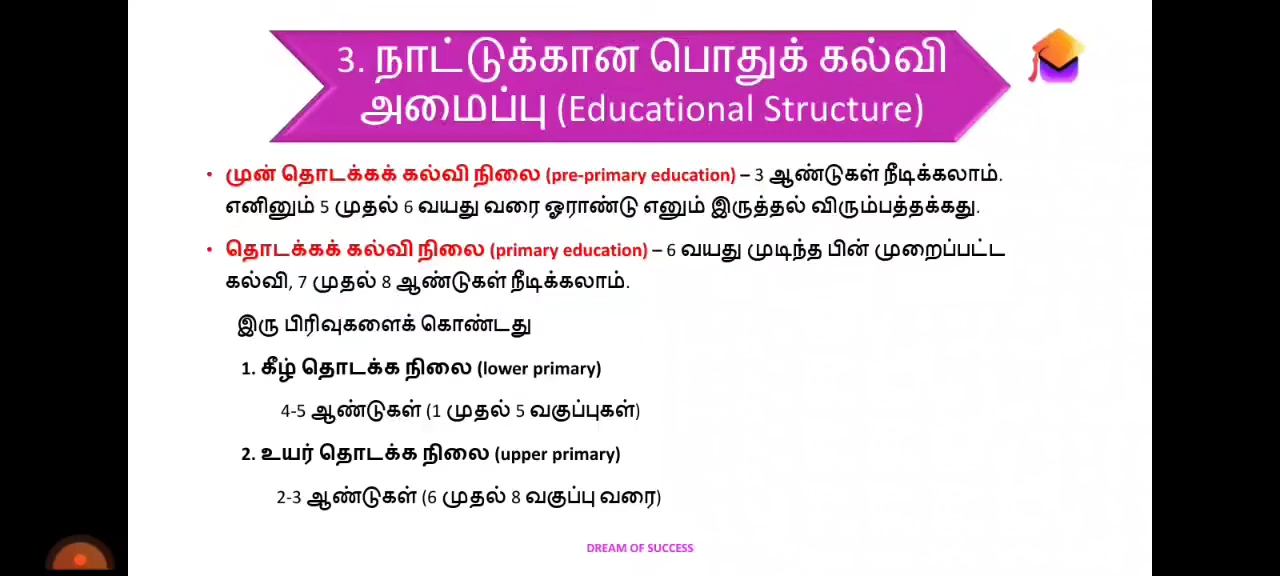 3. நாட்டுக்கான பொதுக் கல்வி
அமைப்பு (Educational Structure)
• முன் தொடக்கக் கல்வி நிலை (pre-primary education) – 3 ஆண்டுகள் நீடிக்கலாம்.
எனினும் 5 முதல் 6 வயது வரை ஓராண்டு எனும் இருத்தல் விரும்பத்தக்கது.
• தொடக்கக் கல்வி நிலை (primary education) – 6 வயது முடிந்த பின் முறைப்பட்ட
கல்வி, 7 முதல் 8 ஆண்டுகள் நீடிக்கலாம்.
இரு பிரிவுகளைக் கொண்டது
1. கீழ் தொடக்க நிலை (lower primary)
4-5 ஆண்டுகள் (1 முதல் 5 வகுப்புகள்)
2. உயர் தொடக்க நிலை (upper primary)
2-3 ஆண்டுகள் (6 முதல் 8 வகுப்பு வரை)
DREAM OF SUCCESS